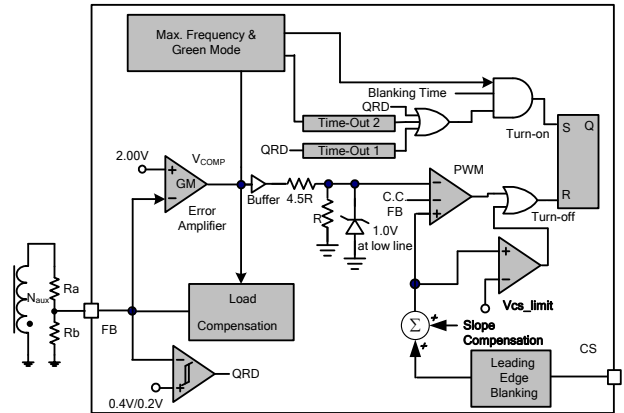 Max. Frequency &
Green Mode
Blanking Time
QRD
Time-Out 2
QRD
Time-Out 1
Turn-on
S
Q
R
Turn-off
2.00V
+
GM
−
Error
Amplifier
VCOMP
Buffer
4.5R
R
1.0V
at low line
PWM
−
C.C.
FB
+
+
−
Vcs_limit
Σ
+
+
Slope
Compensation
Leading
Edge
Blanking
CS
Naux
Ra
Rb
FB
Load
Compensation
−
+
QRD
0.4V/0.2V